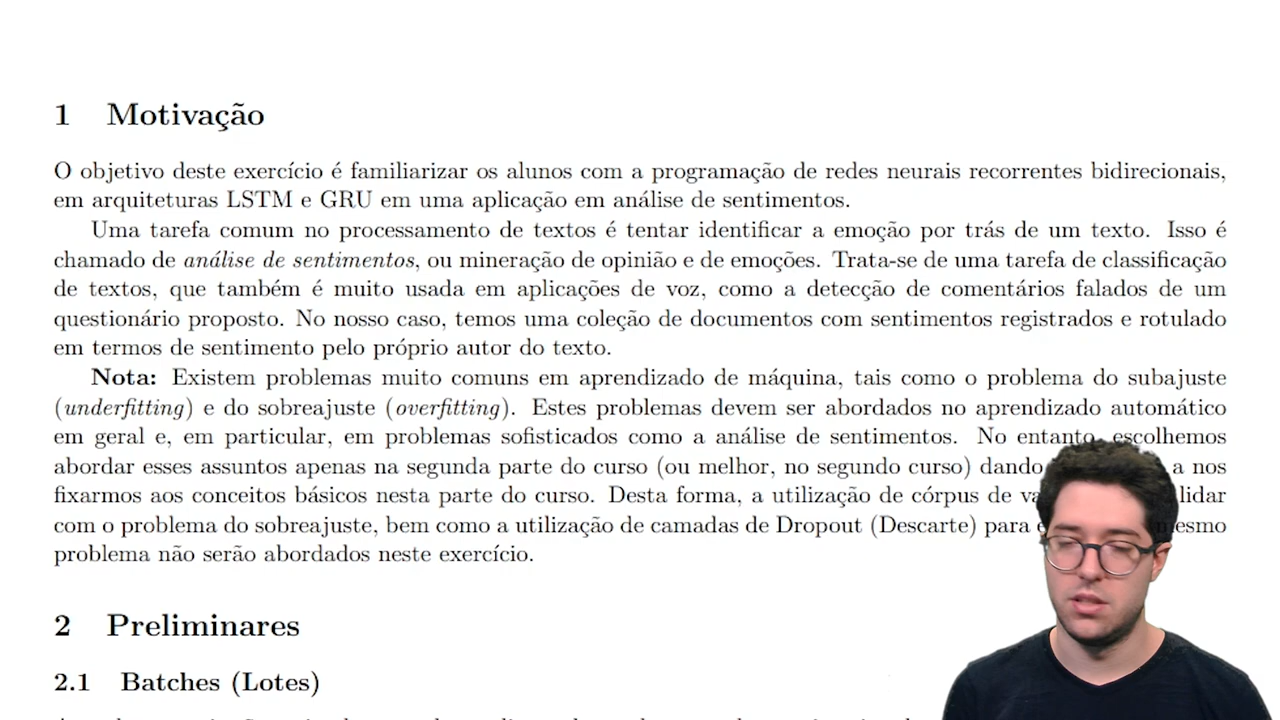 1 Motivação
O objetivo deste exercício é familiarizar os alunos com a programação de redes neurais recorrentes bidirecionais,
em arquiteturas LSTM e GRU em uma aplicação em análise de sentimentos.
Uma tarefa comum no processamento de textos é tentar identificar a emoção por trás de um texto. Isso é
chamado de análise de sentimentos, ou mineração de opinião e de emoções. Trata-se de uma tarefa de classificação
de textos, que também é muito usada em aplicações de voz, como a detecção de comentários falados de um
questionário proposto. No nosso caso, temos uma coleção de documentos com sentimentos registrados e rotulado
em termos de sentimento pelo próprio autor do texto.
Nota: Existem problemas muito comuns em aprendizado de máquina, tais como o problema do subajuste
(underfitting) e do sobreajuste (overfitting). Estes problemas devem ser abordados no aprendizado automático
em geral e, em particular, em problemas sofisticados como a análise de sentimentos. No entanto, escolhemos
abordar esses assuntos apenas na segunda parte do curso (ou melhor, no segundo curso) dando a nos
fixarmos aos conceitos básicos nesta parte do curso. Desta forma, a utilização de córpus de lidar
com o problema do sobreajuste, bem como a utilização de camadas de Dropout (Descarte) para
problema não serão abordados neste exercício.
2 Preliminares
2.1 Batches (Lotes)